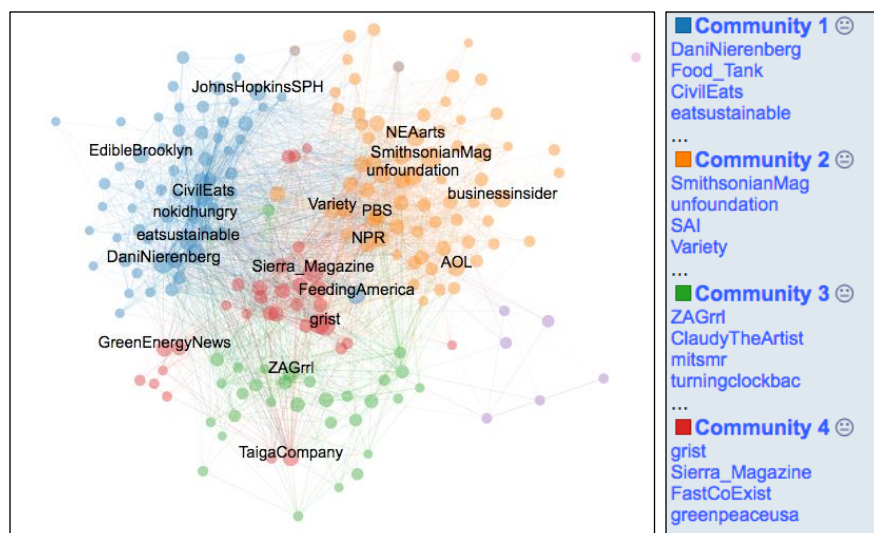 JohnsHopkinsSPH
NEAarts
EdibleBrooklyn
SmithsonianMag
unfoundation
CivilEats
businessinsider
nokidhungry
Variety
PBS
eatsustainable
NPR
DaniNierenberg
Sierra_Magazine
AOL
FeedingAmerica
grist
GreenEnergyNews
ZAGrrl
TaigaCompany
Community 1
DaniNierenberg
Food_Tank
CivilEats
eatsustainable
...
Community 2
SmithsonianMag
unfoundation
SAI
Variety
...
Community 3
ZAGrrl
ClaudyTheArtist
mitsmr
turningclockbac
...
Community 4
grist
Sierra_Magazine
FastCoExist
greenpeaceusa